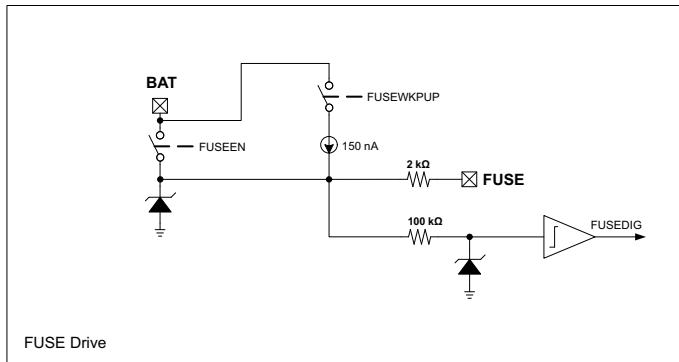 BAT
FUSEWKPUP
FUSEEN
150 nA
2 kΩ
FUSE
100 kΩ
FUSEDIG
FUSE Drive